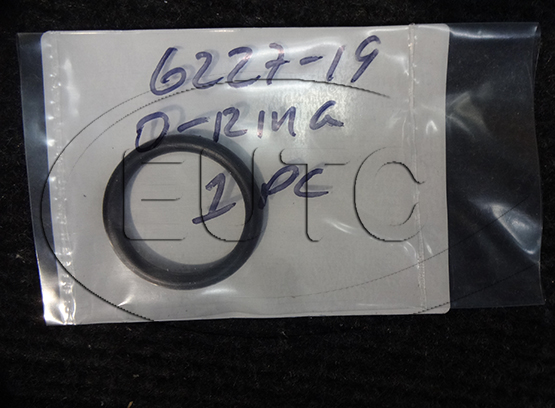 6227-19
O-RING
1 PC
EUTC